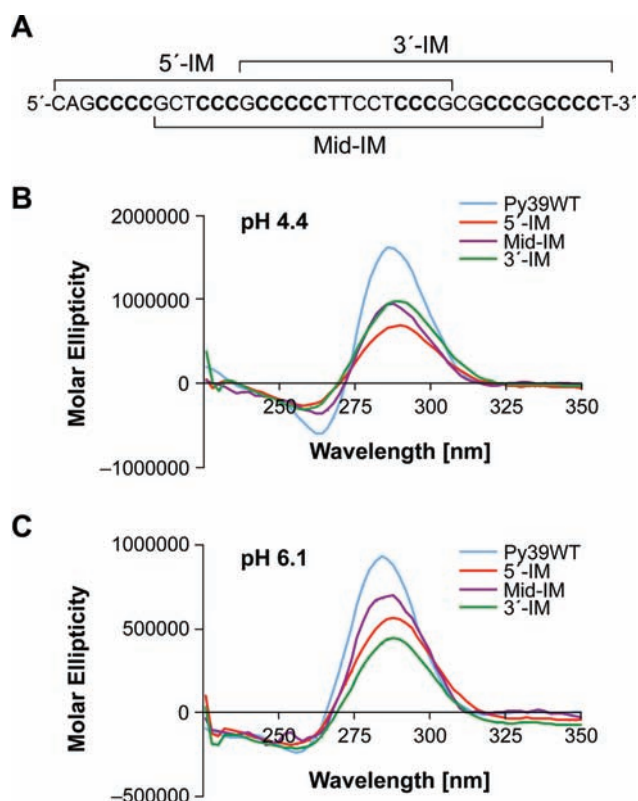 A
3´-IM
5´-IM
5´-CAGCCCCGCTCCCGCCCCCTTCCTCCCGCGCCCGCCCCT-3´
Mid-IM
B
2000000
pH 4.4
Py39WT
5´-IM
Mid-IM
3´-IM
1000000
Molar Ellipticity
0
250 275 300 325 350
Wavelength [nm]
–1000000
C
1000000
pH 6.1
Py39WT
5´-IM
Mid-IM
3´-IM
500000
Molar Ellipticity
0
250 275 300 325 350
Wavelength [nm]
–500000